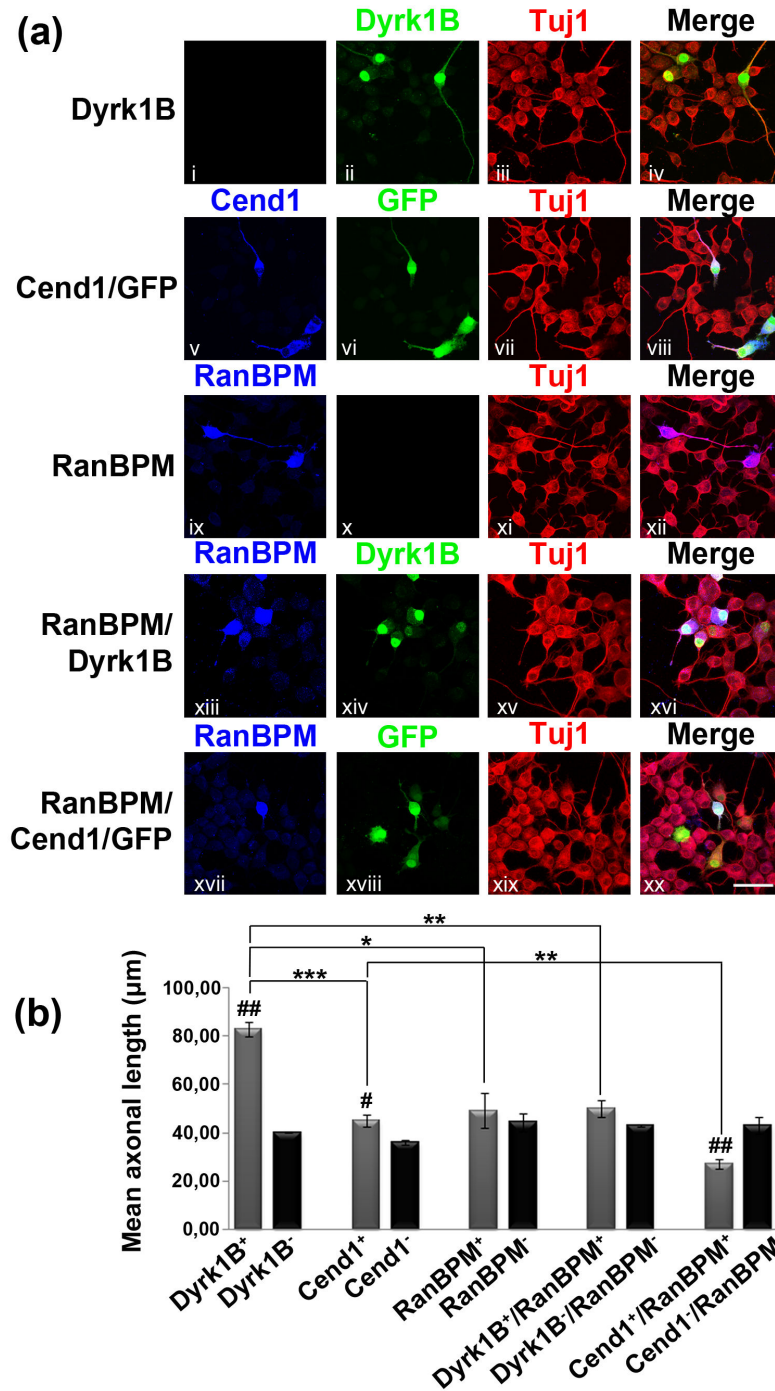 (a)
Dyrk1B Tuj1 Merge
Dyrk1B
i ii iii iv
Cend1 GFP Tuj1 Merge
Cend1/GFP
v vi vii viii
RanBPM Tuj1 Merge
RanBPM
ix x xi xii
RanBPM Dyrk1B Tuj1 Merge
RanBPM/
Dyrk1B
xiii xiv xv xvi
RanBPM GFP Tuj1 Merge
RanBPM/
Cend1/GFP
xvii xviii xix xx
(b)
**
*
***
**
##
#
##
Mean axonal length (µm)
100,00
80,00
60,00
40,00
20,00
0,00
Dyrk1B⁺
Dyrk1B⁻
Cend1⁺
Cend1⁻
RanBPM⁺
RanBPM⁻
Dyrk1B⁺/RanBPM⁺
Dyrk1B⁻/RanBPM⁻
Cend1⁺/RanBPM⁺
Cend1⁻/RanBPM